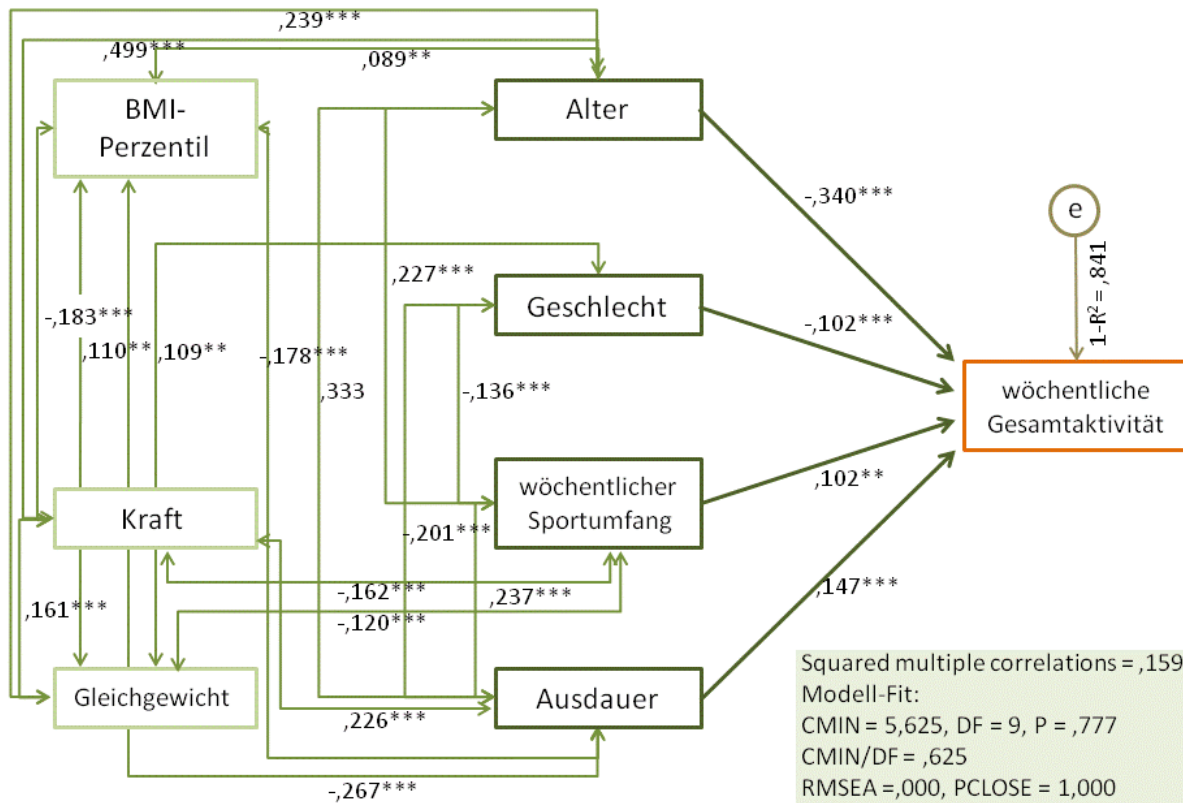 ,239***
,499***
,089**
BMI-
Perzentil
Alter
-,340***
e
1-R² = ,841
,227***
Geschlecht
-,102***
-,183***
,110**
,109**
-,178***
,333
-,136***
wöchentliche
Gesamtaktivität
Kraft
wöchentlicher
Sportumfang
,102**
-,201***
-,162***
,237***
,147***
,161***
-,120***
Gleichgewicht
Ausdauer
,226***
-,267***
Squared multiple correlations = ,159
Modell-Fit:
CMIN = 5,625, DF = 9, P = ,777
CMIN/DF = ,625
RMSEA =,000, PCLOSE = 1,000